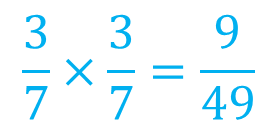 3/7 × 3/7 = 9/49